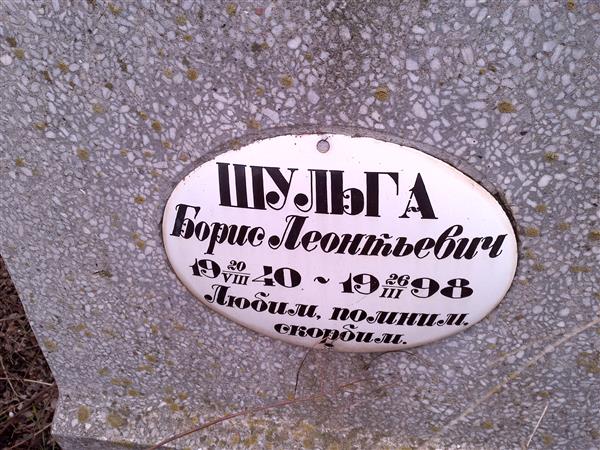 ШУЛЬГА
Борис Леонтьевич
19 20/VIII 40 ~ 19 26/III 98
Любим, помним,
скорбим.